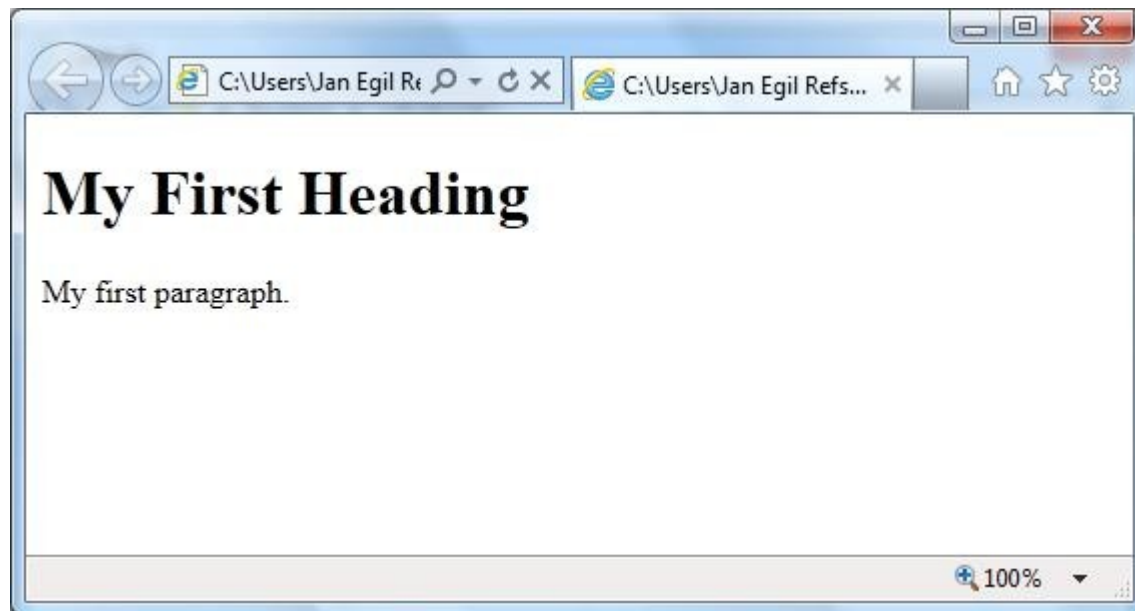 C:\Users\Jan Egil Re
C:\Users\Jan Egil Refs...
My First Heading
My first paragraph.
100%